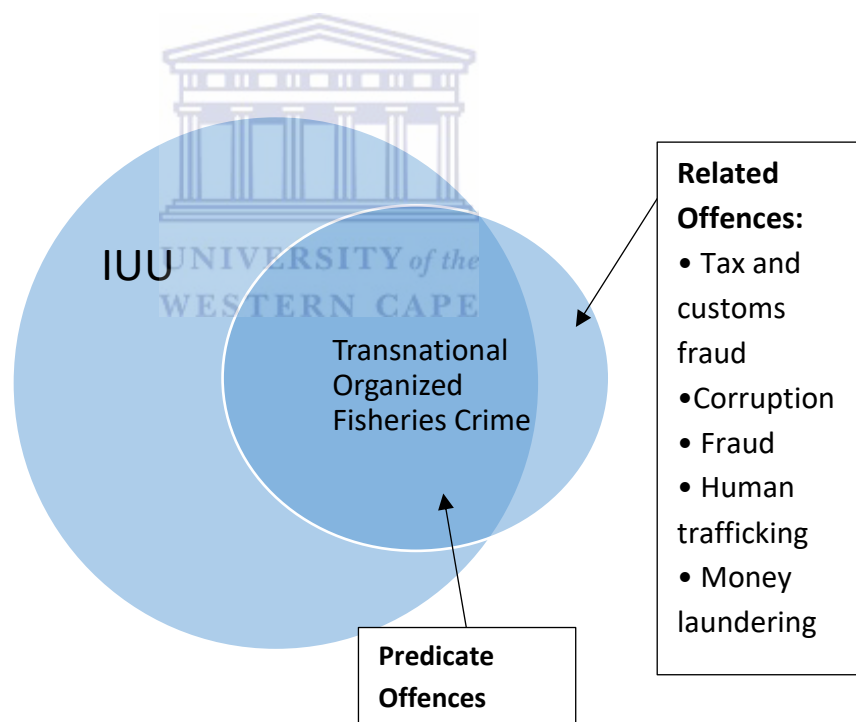 IUU
UNIVERSITY of the
WESTERN CAPE
Transnational
Organized
Fisheries Crime
Related
Offences:
• Tax and
customs
fraud
•Corruption
• Fraud
• Human
trafficking
• Money
laundering
Predicate
Offences